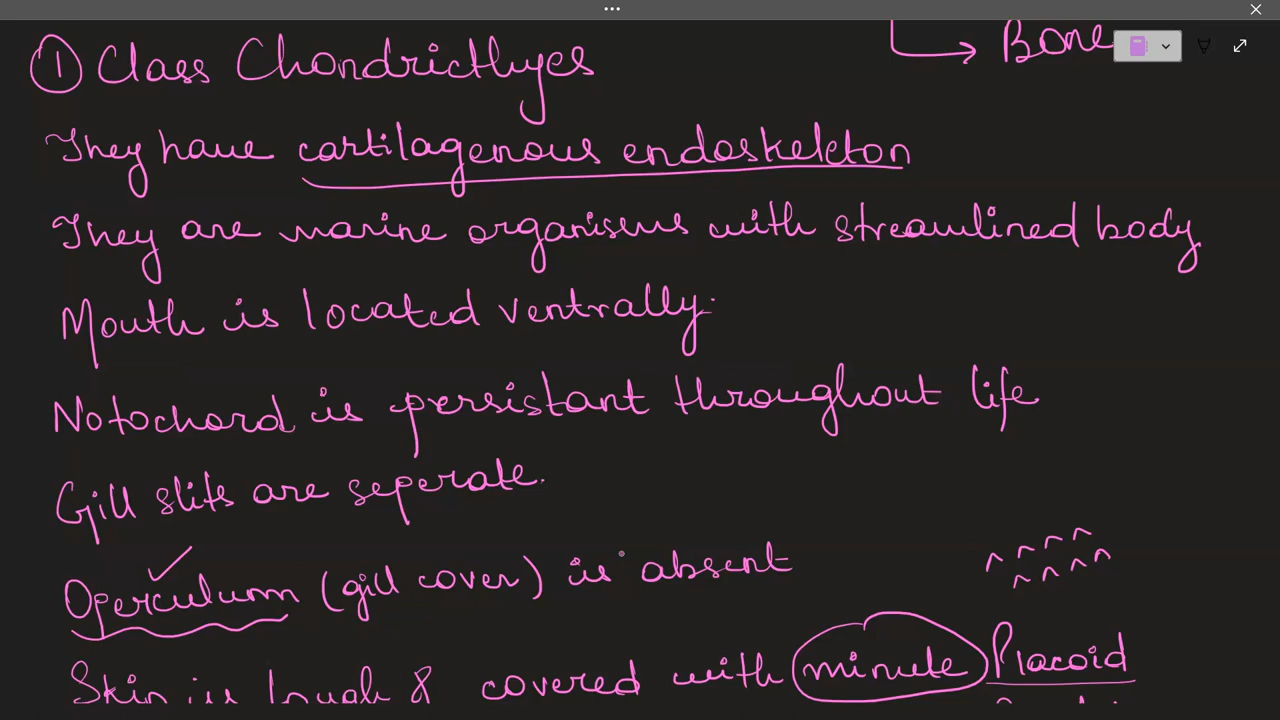 → Bone
① Class Chondricthyes
They have cartilagenous endoskeleton
They are marine organisms with streamlined body
Mouth is located ventrally.
Notochord is persistant throughout life
Gill slits are seperate.
Operculum (gill cover) is absent
Skin is tough & covered with minute Placoid